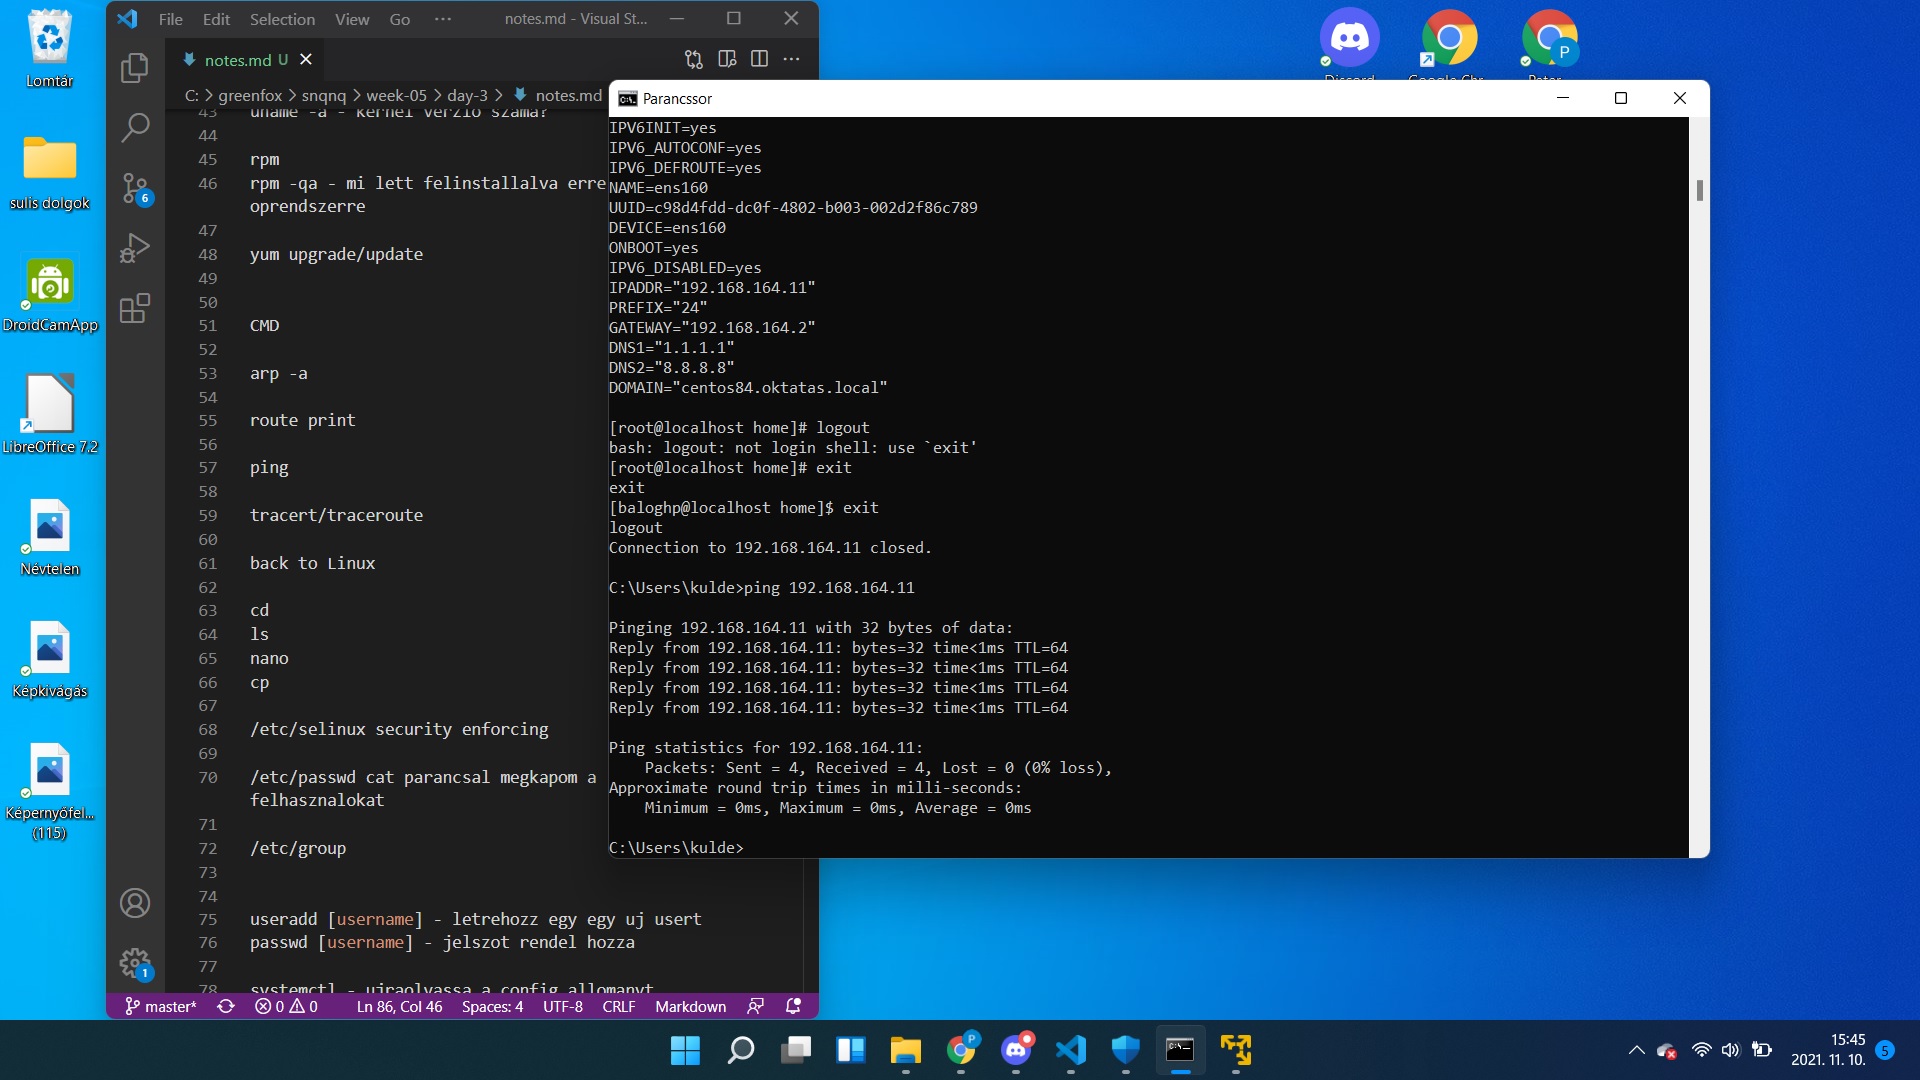 Lomtár
sulis dolgok
DroidCamApp
LibreOffice 7.2
Névtelen
Képkivágás
Képernyőfel...
(115)
File Edit Selection View Go ··· notes.md - Visual St...
notes.md U
C: > greenfox > snqnq > week-05 > day-3 > notes.md
43 uname -a - kernel verzio szama?
44
45 rpm
46 rpm -qa - mi lett felinstallalva erre
oprendszerre
47
48 yum upgrade/update
49
50
51 CMD
52
53 arp -a
54
55 route print
56
57 ping
58
59 tracert/traceroute
60
61 back to Linux
62
63 cd
64 ls
65 nano
66 cp
67
68 /etc/selinux security enforcing
69
70 /etc/passwd cat parancsal megkapom a
felhasznalokat
71
72 /etc/group
73
74
75 useradd [username] - letrehozz egy egy uj usert
76 passwd [username] - jelszot rendel hozza
77
78 systemctl - ujraolvassa a config allomanyt
6
1
master* 0 0 Ln 86, Col 46 Spaces: 4 UTF-8 CRLF Markdown
Discord
Google Chr...
Peter
P
Parancssor
IPV6INIT=yes
IPV6_AUTOCONF=yes
IPV6_DEFROUTE=yes
NAME=ens160
UUID=c98d4fdd-dc0f-4802-b003-002d2f86c789
DEVICE=ens160
ONBOOT=yes
IPV6_DISABLED=yes
IPADDR="192.168.164.11"
PREFIX="24"
GATEWAY="192.168.164.2"
DNS1="1.1.1.1"
DNS2="8.8.8.8"
DOMAIN="centos84.oktatas.local"
[root@localhost home]# logout
bash: logout: not login shell: use `exit'
[root@localhost home]# exit
exit
[baloghp@localhost home]$ exit
logout
Connection to 192.168.164.11 closed.
C:\Users\kulde>ping 192.168.164.11
Pinging 192.168.164.11 with 32 bytes of data:
Reply from 192.168.164.11: bytes=32 time<1ms TTL=64
Reply from 192.168.164.11: bytes=32 time<1ms TTL=64
Reply from 192.168.164.11: bytes=32 time<1ms TTL=64
Reply from 192.168.164.11: bytes=32 time<1ms TTL=64
Ping statistics for 192.168.164.11:
Packets: Sent = 4, Received = 4, Lost = 0 (0% loss),
Approximate round trip times in milli-seconds:
Minimum = 0ms, Maximum = 0ms, Average = 0ms
C:\Users\kulde>
P
15:45
2021. 11. 10. 5